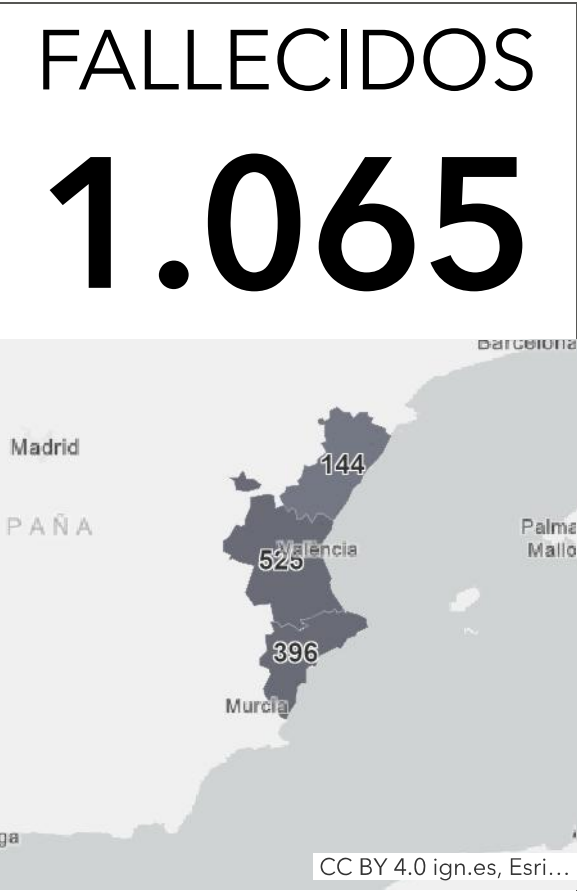 FALLECIDOS
1.065
Barcelona
Madrid
144
PAÑA
Palma
Mallo
València
525
396
Murcia
ga
CC BY 4.0 ign.es, Esri...